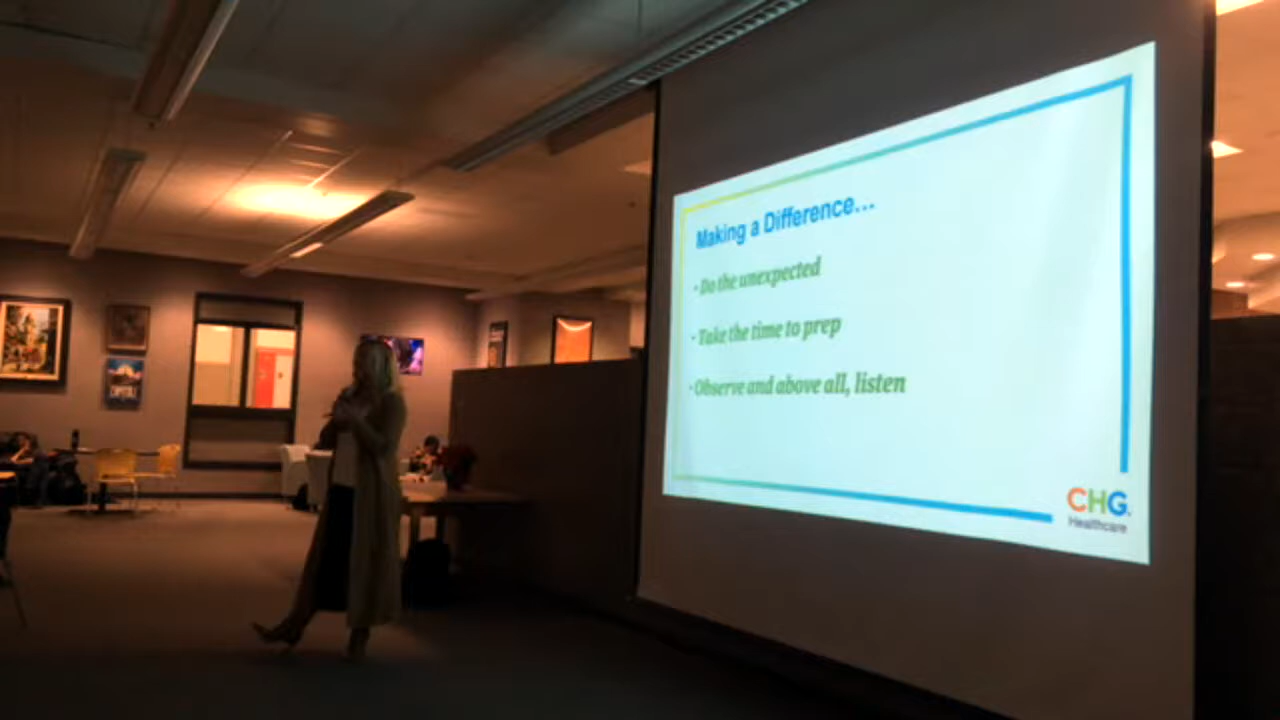 Making a Difference...
· Do the unexpected
· Take the time to prep
· Observe and above all, listen
CHG.
Healthcare